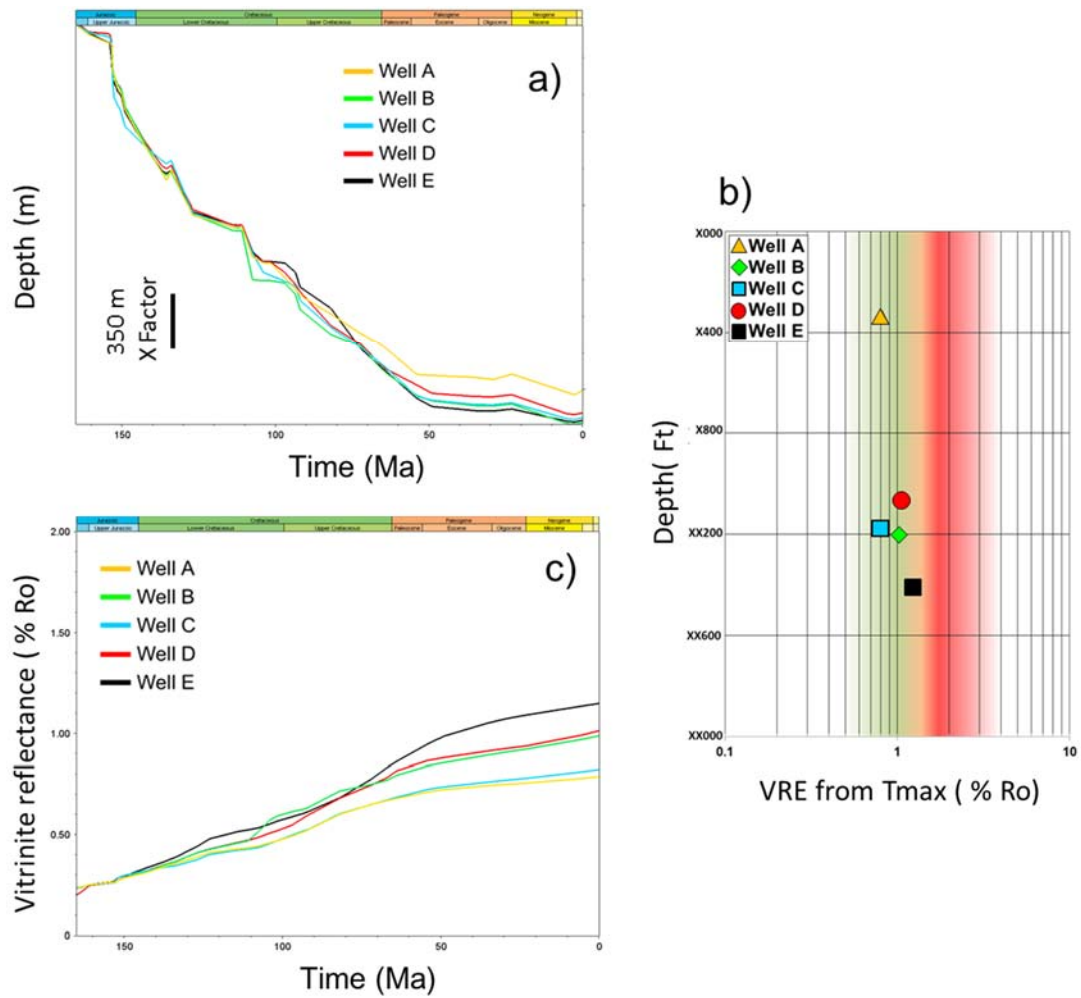 Jurassic Cretaceous Paleogene Neogene
Upper Jurassic Lower Cretaceous Upper Cretaceous Paleocene Eocene Oligocene Miocene
a)
Well A
Well B
Well C
Well D
Well E
Depth (m)
350 m
X Factor
150 100 50 0
Time (Ma)
b)
X000
X400
X800
XX200
XX600
XX000
Well A
Well B
Well C
Well D
Well E
Depth( Ft)
0.1 1 10
VRE from Tmax ( % Ro)
Jurassic Cretaceous Paleogene Neogene
Upper Jurassic Lower Cretaceous Upper Cretaceous Paleocene Eocene Oligocene Miocene
c)
2.00
1.50
1.00
0.50
0
Well A
Well B
Well C
Well D
Well E
Vitrinite reflectance ( % Ro)
150 100 50 0
Time (Ma)